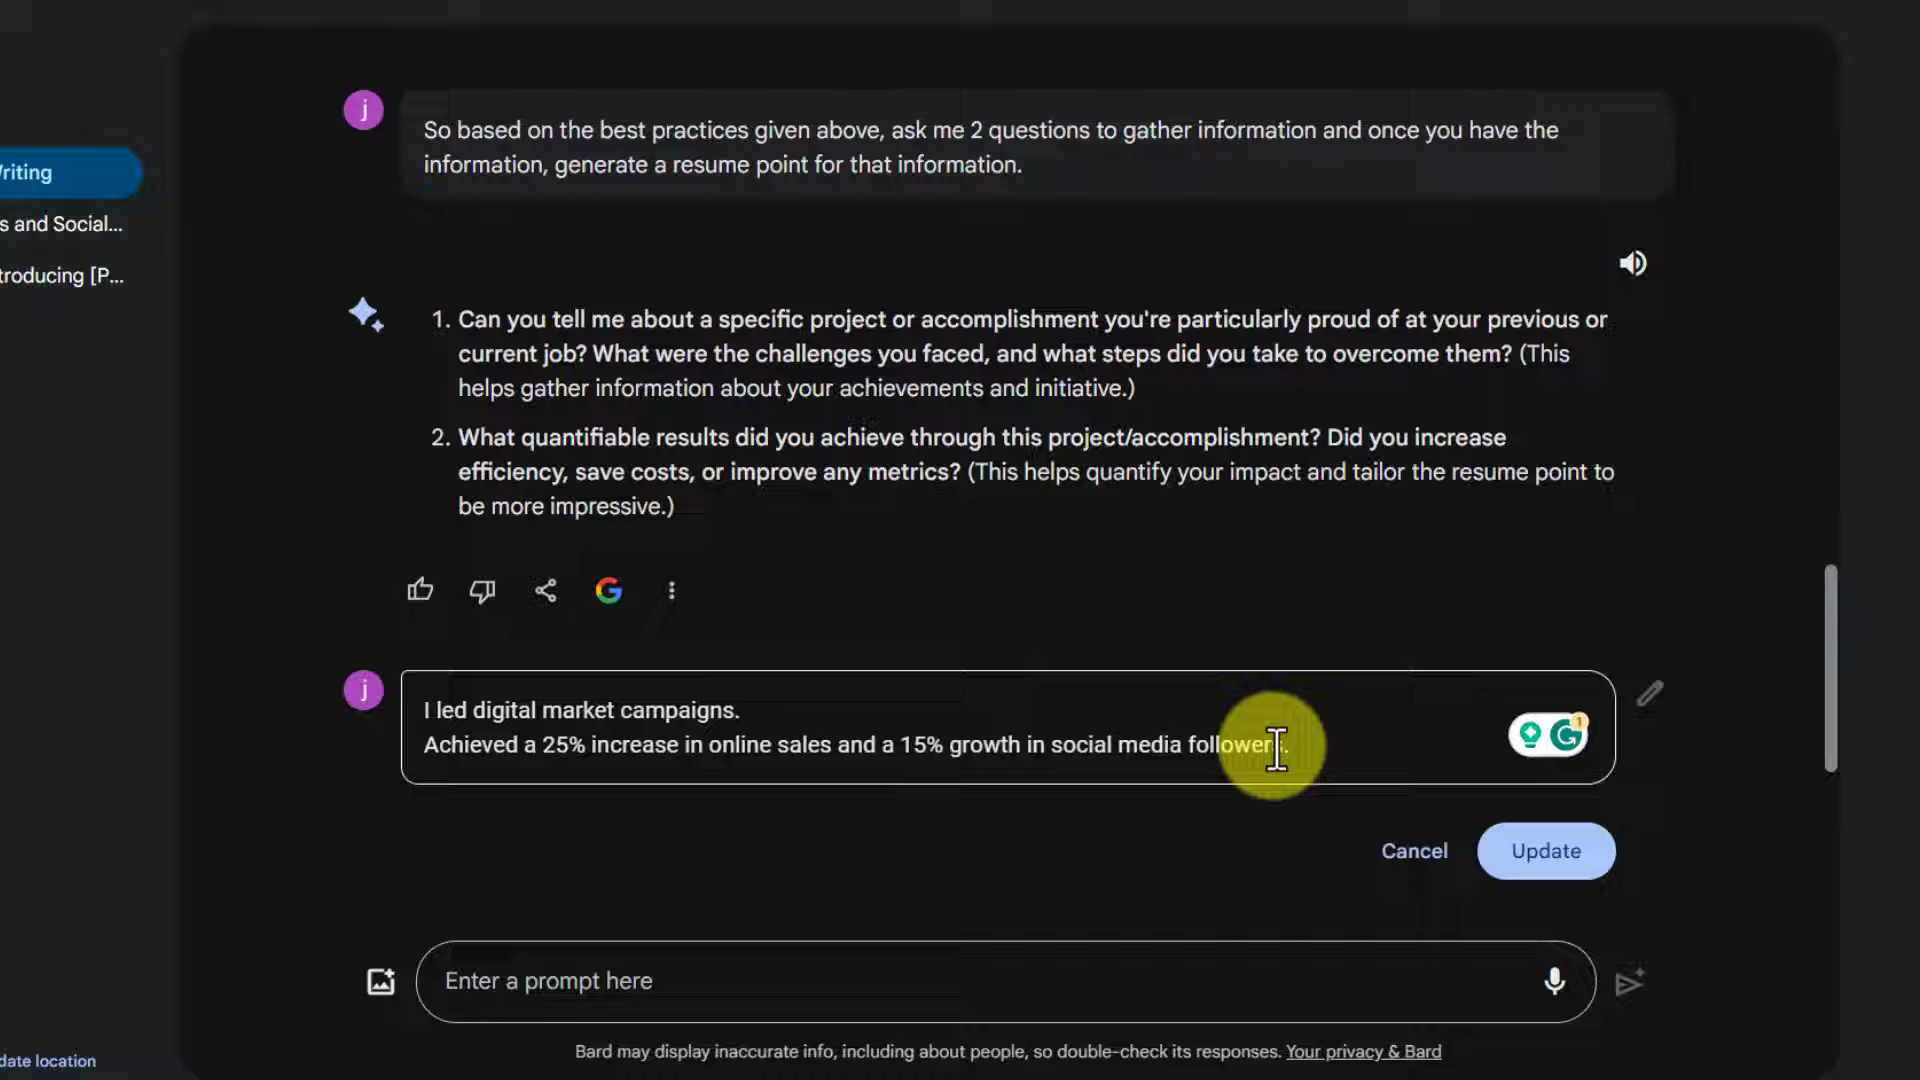 j
So based on the best practices given above, ask me 2 questions to gather information and once you have the
information, generate a resume point for that information.
riting
s and Social...
troducing [P...
1. Can you tell me about a specific project or accomplishment you're particularly proud of at your previous or
current job? What were the challenges you faced, and what steps did you take to overcome them? (This
helps gather information about your achievements and initiative.)
2. What quantifiable results did you achieve through this project/accomplishment? Did you increase
efficiency, save costs, or improve any metrics? (This helps quantify your impact and tailor the resume point to
be more impressive.)
j
I led digital market campaigns.
Achieved a 25% increase in online sales and a 15% growth in social media followers.
1
Cancel
Update
Enter a prompt here
Bard may display inaccurate info, including about people, so double-check its responses. Your privacy & Bard
date location